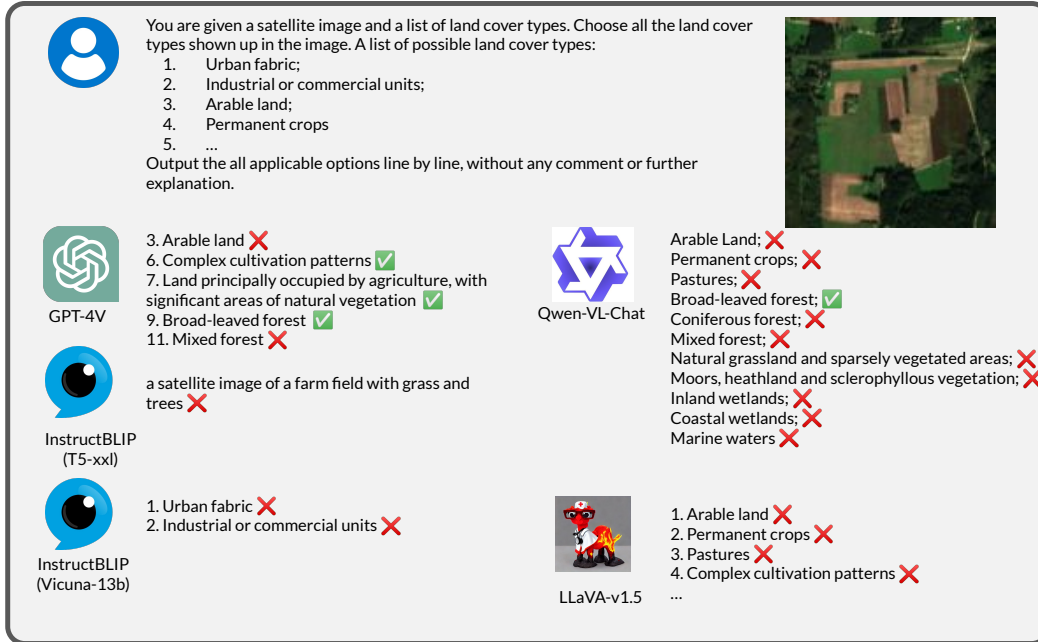 You are given a satellite image and a list of land cover types. Choose all the land cover
types shown up in the image. A list of possible land cover types:
1. Urban fabric;
2. Industrial or commercial units;
3. Arable land;
4. Permanent crops
5. ...
Output the all applicable options line by line, without any comment or further
explanation.
GPT-4V
3. Arable land ❌
6. Complex cultivation patterns ✅
7. Land principally occupied by agriculture, with
significant areas of natural vegetation ✅
9. Broad-leaved forest ✅
11. Mixed forest ❌
InstructBLIP
(T5-xxl)
a satellite image of a farm field with grass and
trees ❌
InstructBLIP
(Vicuna-13b)
1. Urban fabric ❌
2. Industrial or commercial units ❌
Qwen-VL-Chat
Arable Land; ❌
Permanent crops; ❌
Pastures; ❌
Broad-leaved forest; ✅
Coniferous forest; ❌
Mixed forest; ❌
Natural grassland and sparsely vegetated areas; ❌
Moors, heathland and sclerophyllous vegetation; ❌
Inland wetlands; ❌
Coastal wetlands; ❌
Marine waters ❌
LLaVA-v1.5
1. Arable land ❌
2. Permanent crops ❌
3. Pastures ❌
4. Complex cultivation patterns ❌
...